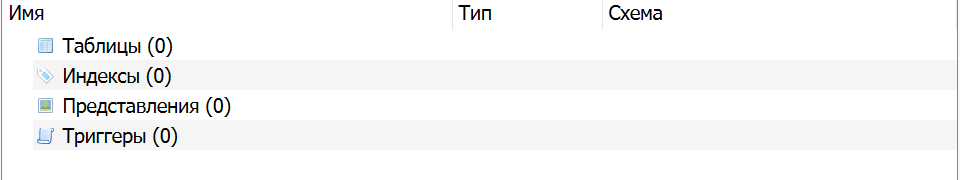 Имя Тип Схема
Таблицы (0)
Индексы (0)
Представления (0)
Триггеры (0)